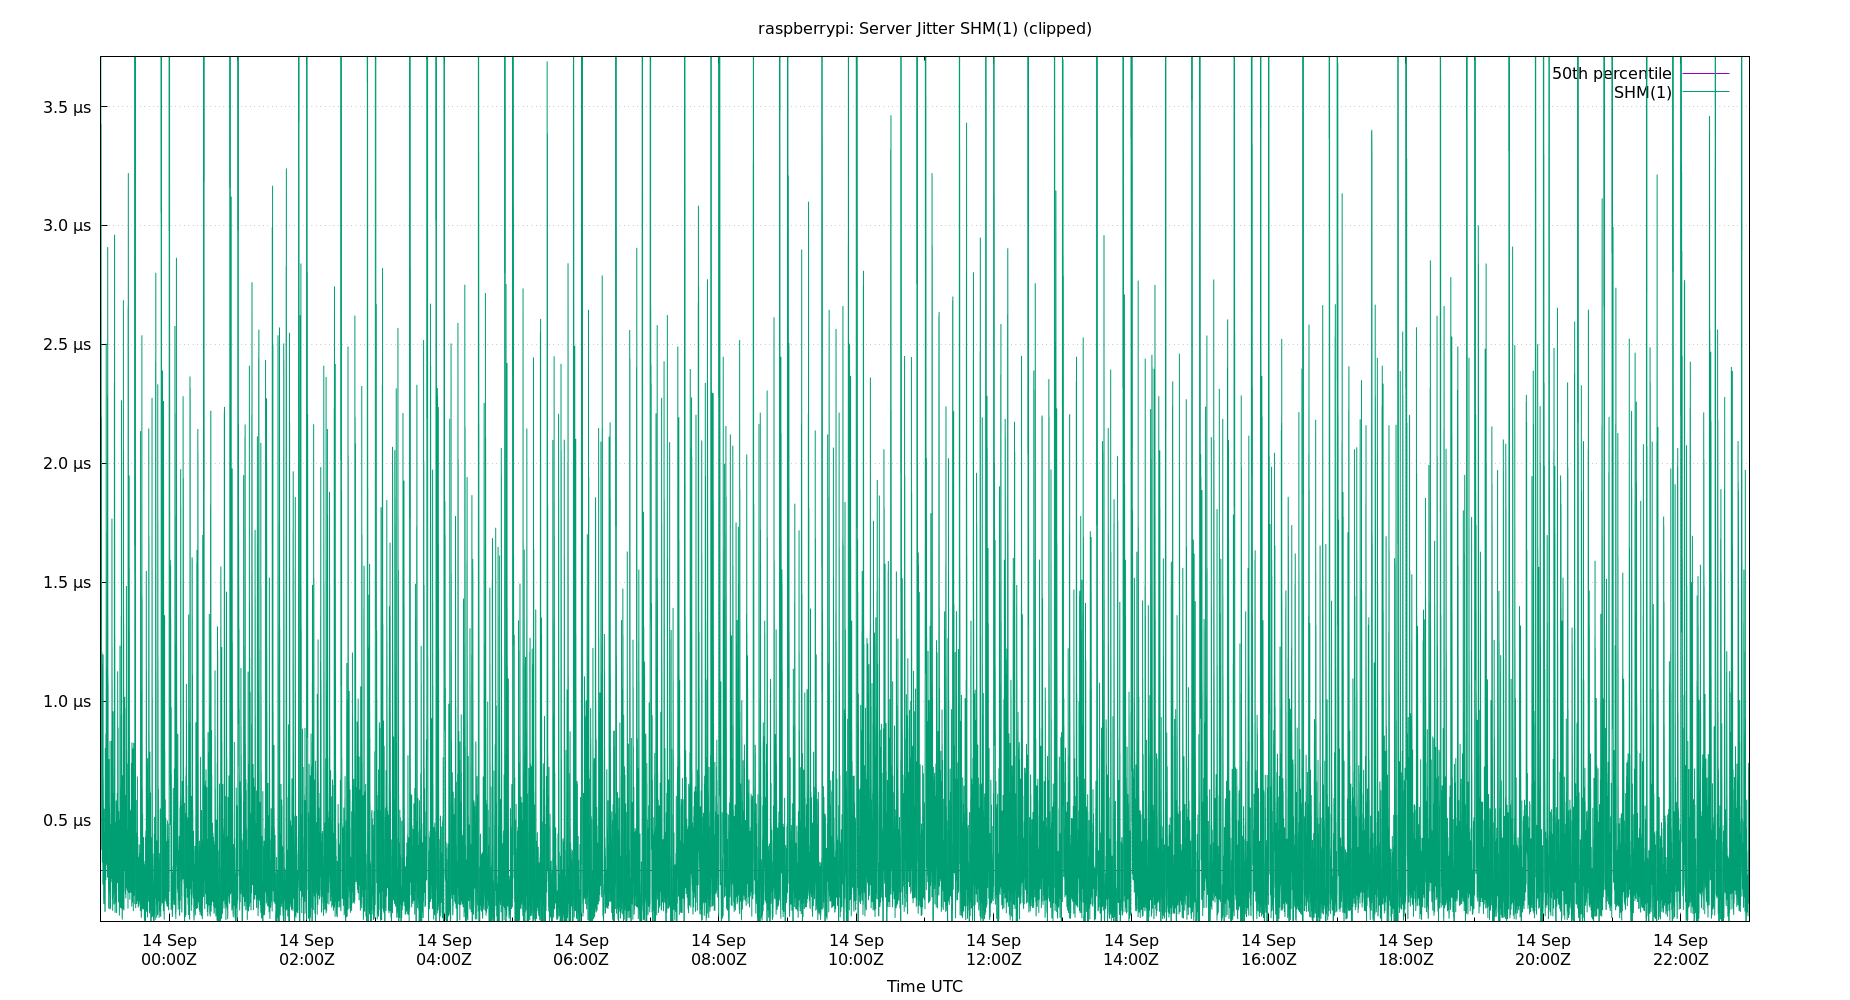 raspberrypi: Server Jitter SHM(1) (clipped)
50th percentile
SHM(1)
3.5 µs
3.0 µs
2.5 µs
2.0 µs
1.5 µs
1.0 µs
0.5 µs
14 Sep 14 Sep 14 Sep 14 Sep 14 Sep 14 Sep 14 Sep 14 Sep 14 Sep 14 Sep 14 Sep 14 Sep
00:00Z 02:00Z 04:00Z 06:00Z 08:00Z 10:00Z 12:00Z 14:00Z 16:00Z 18:00Z 20:00Z 22:00Z
Time UTC